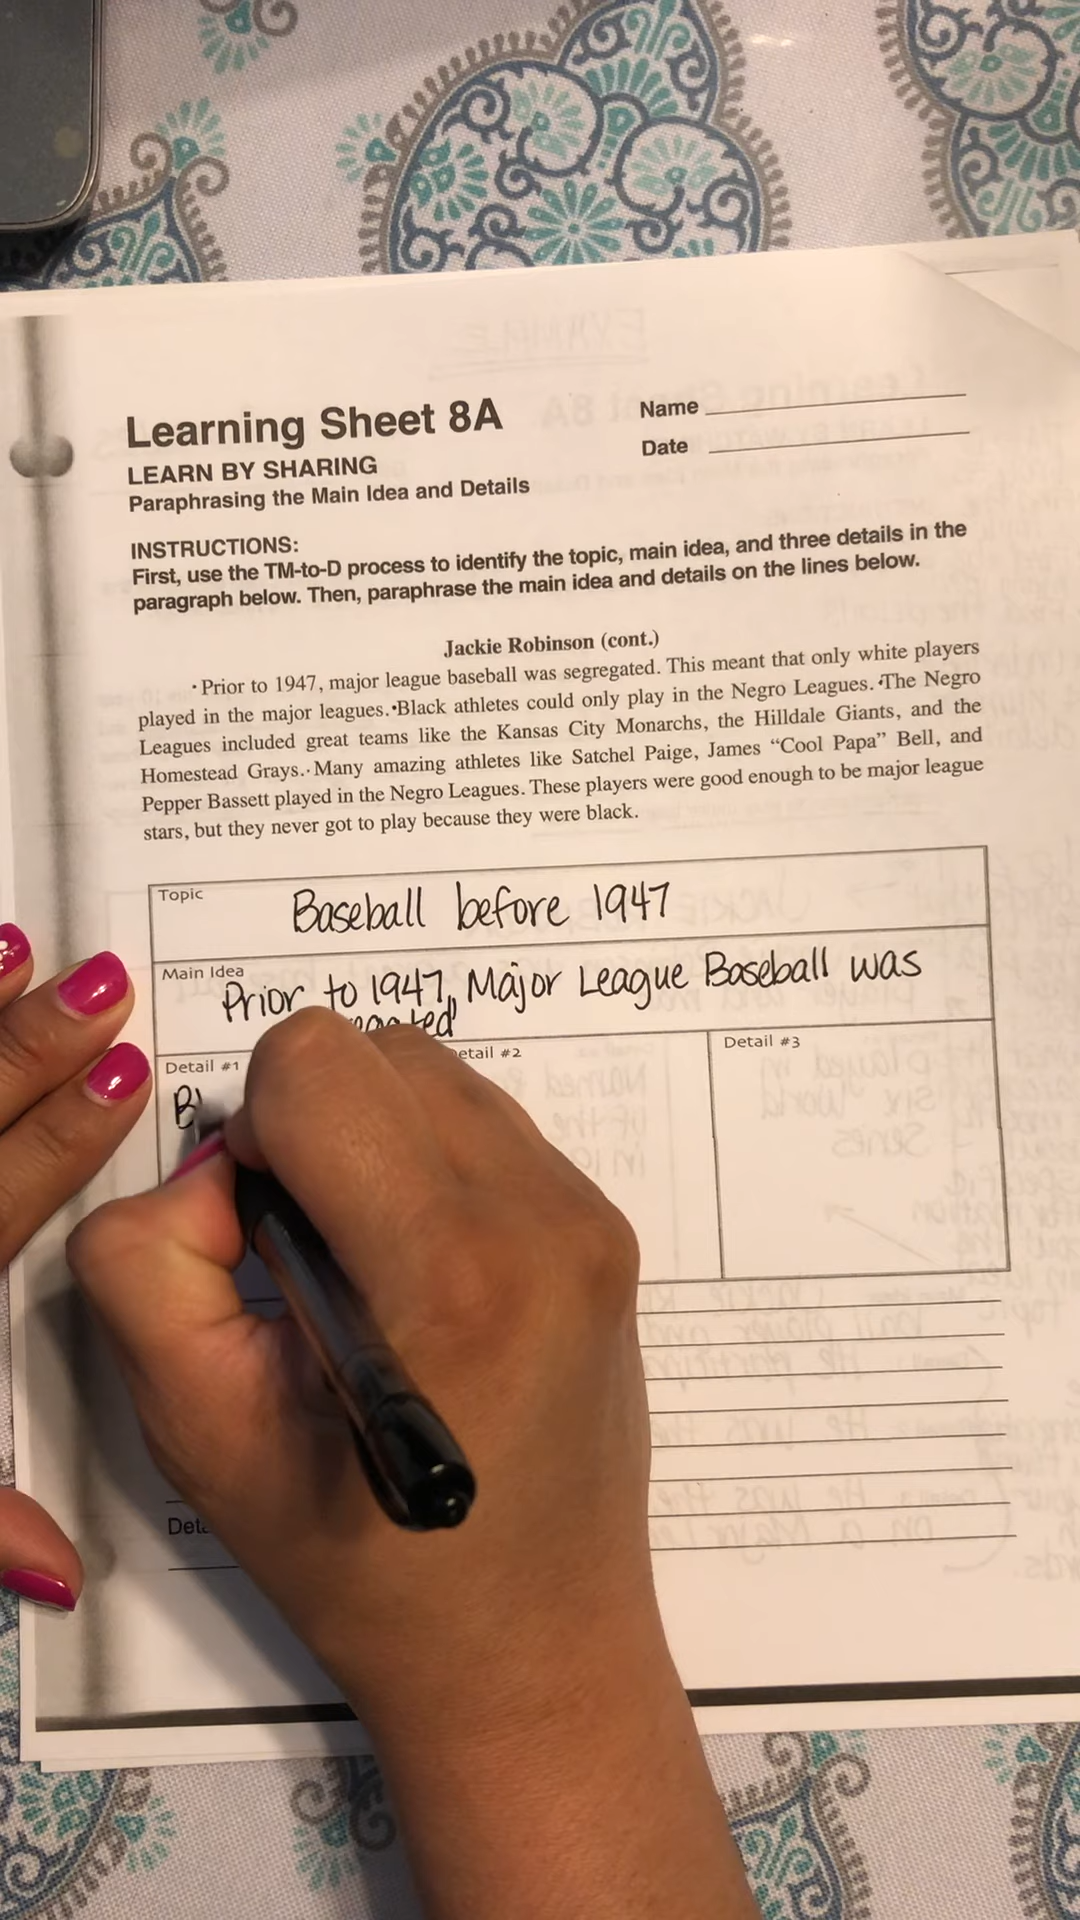 Learning Sheet 8A
Name
LEARN BY SHARING
Date
Paraphrasing the Main Idea and Details
INSTRUCTIONS:
First, use the TM-to-D process to identify the topic, main idea, and three details in the
paragraph below. Then, paraphrase the main idea and details on the lines below.
Jackie Robinson (cont.)
• Prior to 1947, major league baseball was segregated. This meant that only white players
played in the major leagues. •Black athletes could only play in the Negro Leagues. •The Negro
Leagues included great teams like the Kansas City Monarchs, the Hilldale Giants, and the
Homestead Grays. • Many amazing athletes like Satchel Paige, James “Cool Papa” Bell, and
Pepper Bassett played in the Negro Leagues. These players were good enough to be major league
stars, but they never got to play because they were black.
Topic
Baseball before 1947
Main Idea
Prior to 1947, Major League Baseball was
Detail #1
Detail #2
Detail #3